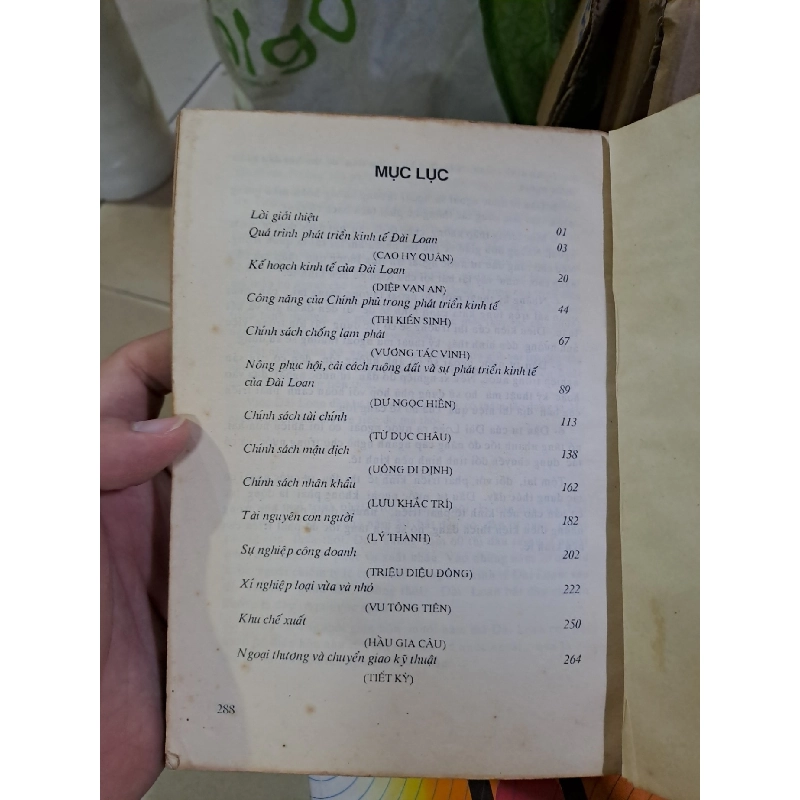 MỤC LỤC
Lời giới thiệu 01
Quá trình phát triển kinh tế Đài Loan 03
(CAO HY QUÂN)
Kế hoạch kinh tế của Đài Loan 20
(DIỆP VẠN AN)
Công năng của Chính phủ trong phát triển kinh tế 44
(THI KIẾN SINH)
Chính sách chống lạm phát 67
(VƯƠNG TÁC VINH)
Nông phục hội, cải cách ruộng đất và sự phát triển kinh tế
của Đài Loan 89
(DƯ NGỌC HIỀN)
Chính sách tài chính 113
(TỪ DỤC CHÂU)
Chính sách mậu dịch 138
(UÔNG DI DỊNH)
Chính sách nhân khẩu 162
(LƯU KHẮC TRÍ)
Tài nguyên con người 182
(LÝ THÀNH)
Sự nghiệp công doanh 202
(TRIỆU DIỆU ĐÔNG)
Xí nghiệp loại vừa và nhỏ 222
(VU TÔNG TIÊN)
Khu chế xuất 250
(HẦU GIA CÂU)
Ngoại thương và chuyển giao kỹ thuật 264
(TIẾT KỲ)
288